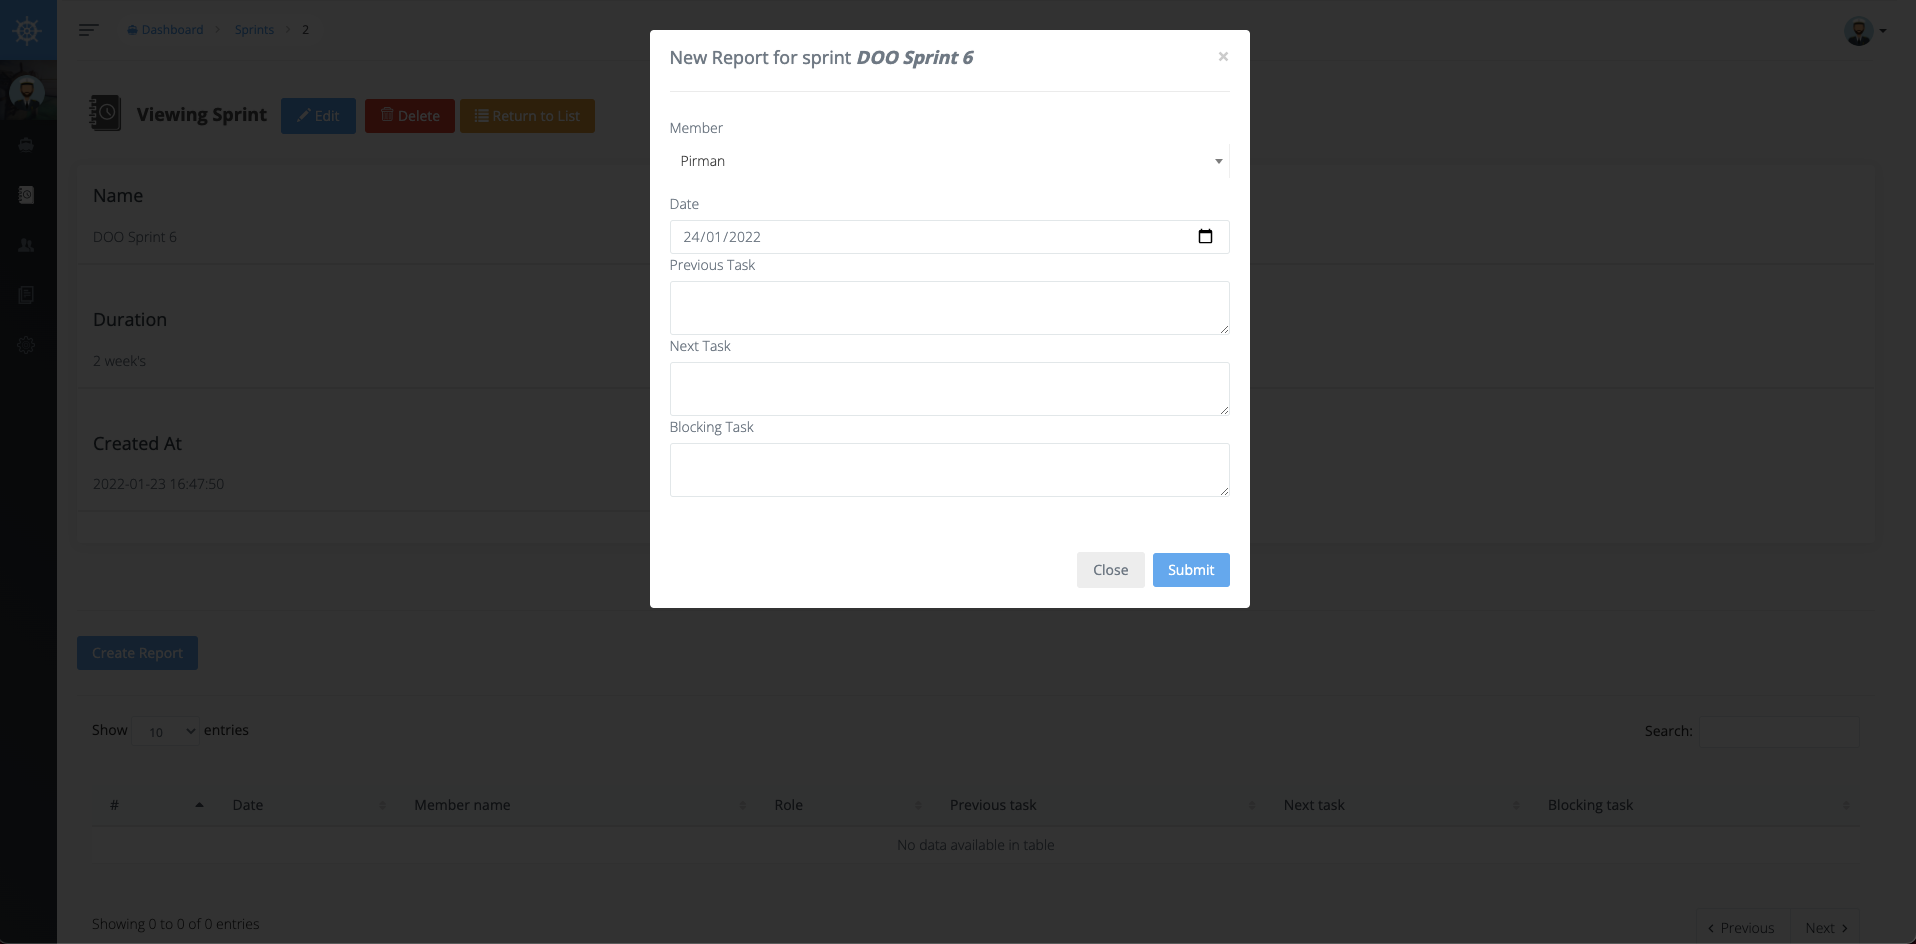 Dashboard > Sprints > 2
Viewing Sprint
Edit
Delete
Return to List
Name
DOO Sprint 6
Duration
2 week's
Created At
2022-01-23 16:47:50
New Report for sprint DOO Sprint 6
×
Member
Pirman
Date
24/01/2022
Previous Task
Next Task
Blocking Task
Close
Submit
Create Report
Show 10 entries
Search:
# Date Member name Role Previous task Next task Blocking task
No data available in table
Showing 0 to 0 of 0 entries
Previous Next